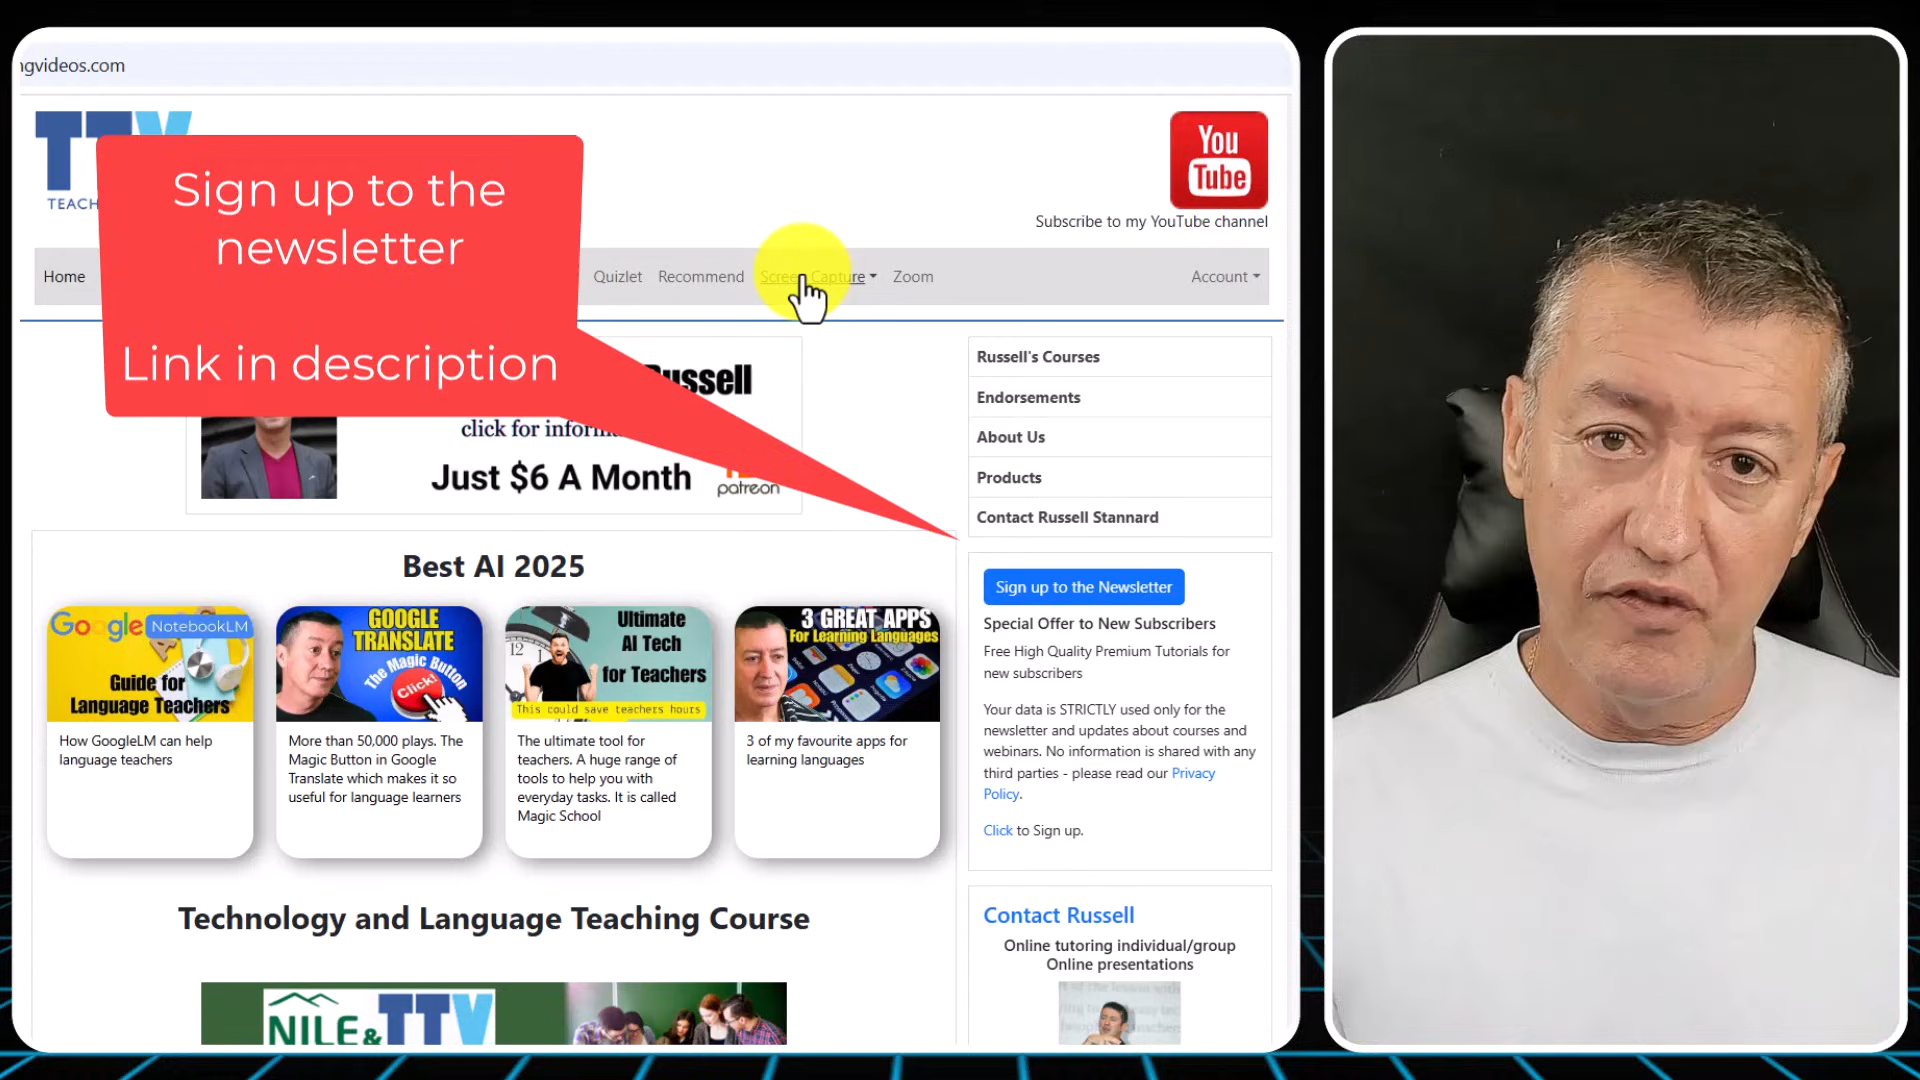 ngvideos.com
TTV
TEACH
You
Tube
Subscribe to my YouTube channel
Sign up to the
newsletter
Link in description
Home
Quizlet
Recommend
Screen Capture
Zoom
Account
Russell
click for
Just $6 A Month
patreon
Russell's Courses
Endorsements
About Us
Products
Contact Russell Stannard
Best AI 2025
Google NotebookLM
Guide for
Language Teachers
How GoogleLM can help
language teachers
GOOGLE
TRANSLATE
The Magic Button
Click!
More than 50,000 plays. The
Magic Button in Google
Translate which makes it so
useful for language learners
12
Ultimate
AI Tech
for Teachers
This could save teachers hours
The ultimate tool for
teachers. A huge range of
tools to help you with
everyday tasks. It is called
Magic School
3 GREAT APPS
For Learning Languages
3 of my favourite apps for
learning languages
Sign up to the Newsletter
Special Offer to New Subscribers
Free High Quality Premium Tutorials for
new subscribers
Your data is STRICTLY used only for the
newsletter and updates about courses and
webinars. No information is shared with any
third parties - please read our Privacy
Policy.
Click to Sign up.
Technology and Language Teaching Course
NILE & TTV
Contact Russell
Online tutoring individual/group
Online presentations